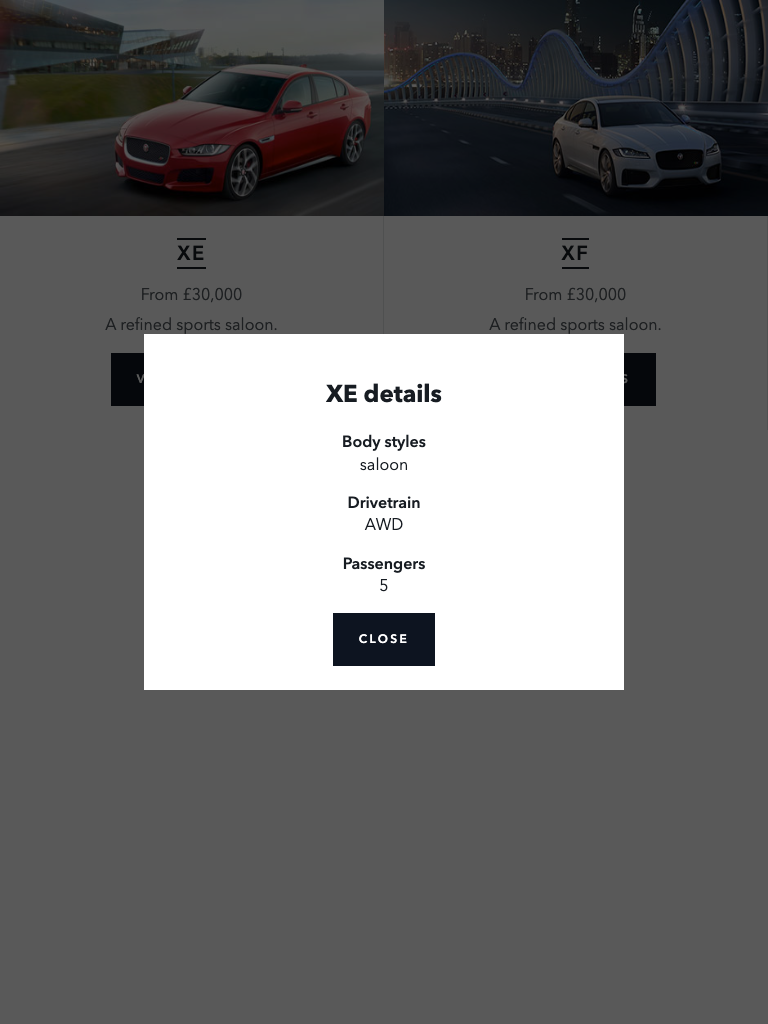 XE
XF
From £30,000
From £30,000
A refined sports saloon.
A refined sports saloon.
XE details
Body styles
saloon
Drivetrain
AWD
Passengers
5
CLOSE